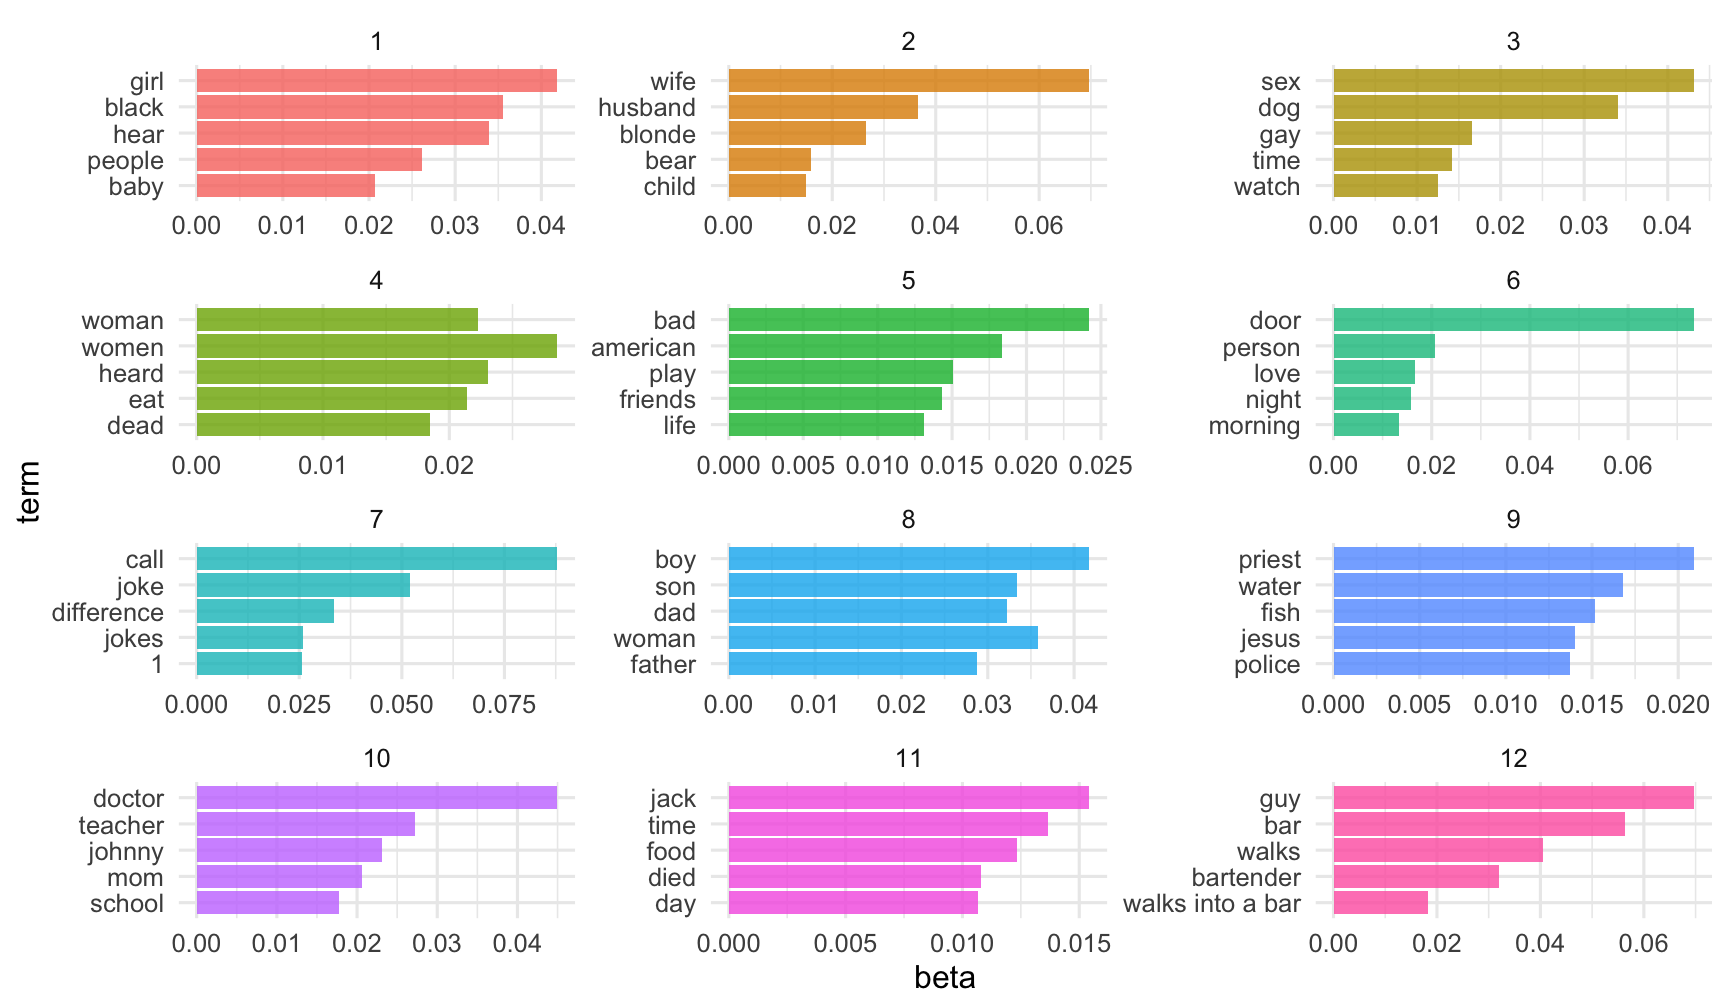 1
girl
black
hear
people
baby
0.00 0.01 0.02 0.03 0.04
2
wife
husband
blonde
bear
child
0.00 0.02 0.04 0.06
3
sex
dog
gay
time
watch
0.00 0.01 0.02 0.03 0.04
4
woman
women
heard
eat
dead
0.00 0.01 0.02
5
bad
american
play
friends
life
0.000 0.005 0.010 0.015 0.020 0.025
6
door
person
love
night
morning
0.00 0.02 0.04 0.06
7
call
joke
difference
jokes
1
0.000 0.025 0.050 0.075
8
boy
son
dad
woman
father
0.00 0.01 0.02 0.03 0.04
9
priest
water
fish
jesus
police
0.000 0.005 0.010 0.015 0.020
10
doctor
teacher
johnny
mom
school
0.00 0.01 0.02 0.03 0.04
11
jack
time
food
died
day
0.000 0.005 0.010 0.015
12
guy
bar
walks
bartender
walks into a bar
0.00 0.02 0.04 0.06
term
beta